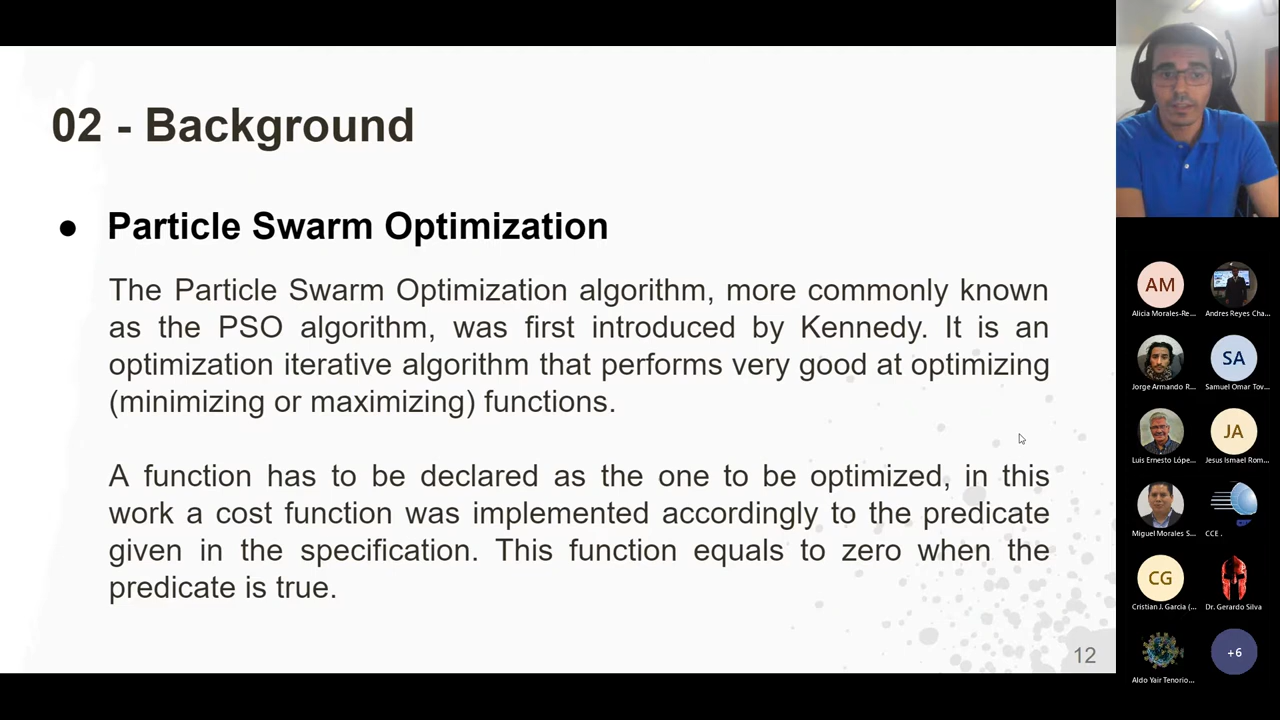 02 - Background
● Particle Swarm Optimization
The Particle Swarm Optimization algorithm, more commonly known
as the PSO algorithm, was first introduced by Kennedy. It is an
optimization iterative algorithm that performs very good at optimizing
(minimizing or maximizing) functions.
A function has to be declared as the one to be optimized, in this
work a cost function was implemented accordingly to the predicate
given in the specification. This function equals to zero when the
predicate is true.
12
AM
Alicia Morales-Re...
Andres Reyes Cha...
Jorge Armando R...
SA
Samuel Omar Tov...
Luis Ernesto Lópe...
JA
Jesus Ismael Rom...
Miguel Morales S...
CCE .
CG
Cristian J. Garcia (...
Dr. Gerardo Silva
Aldo Yair Tenorio...
+6